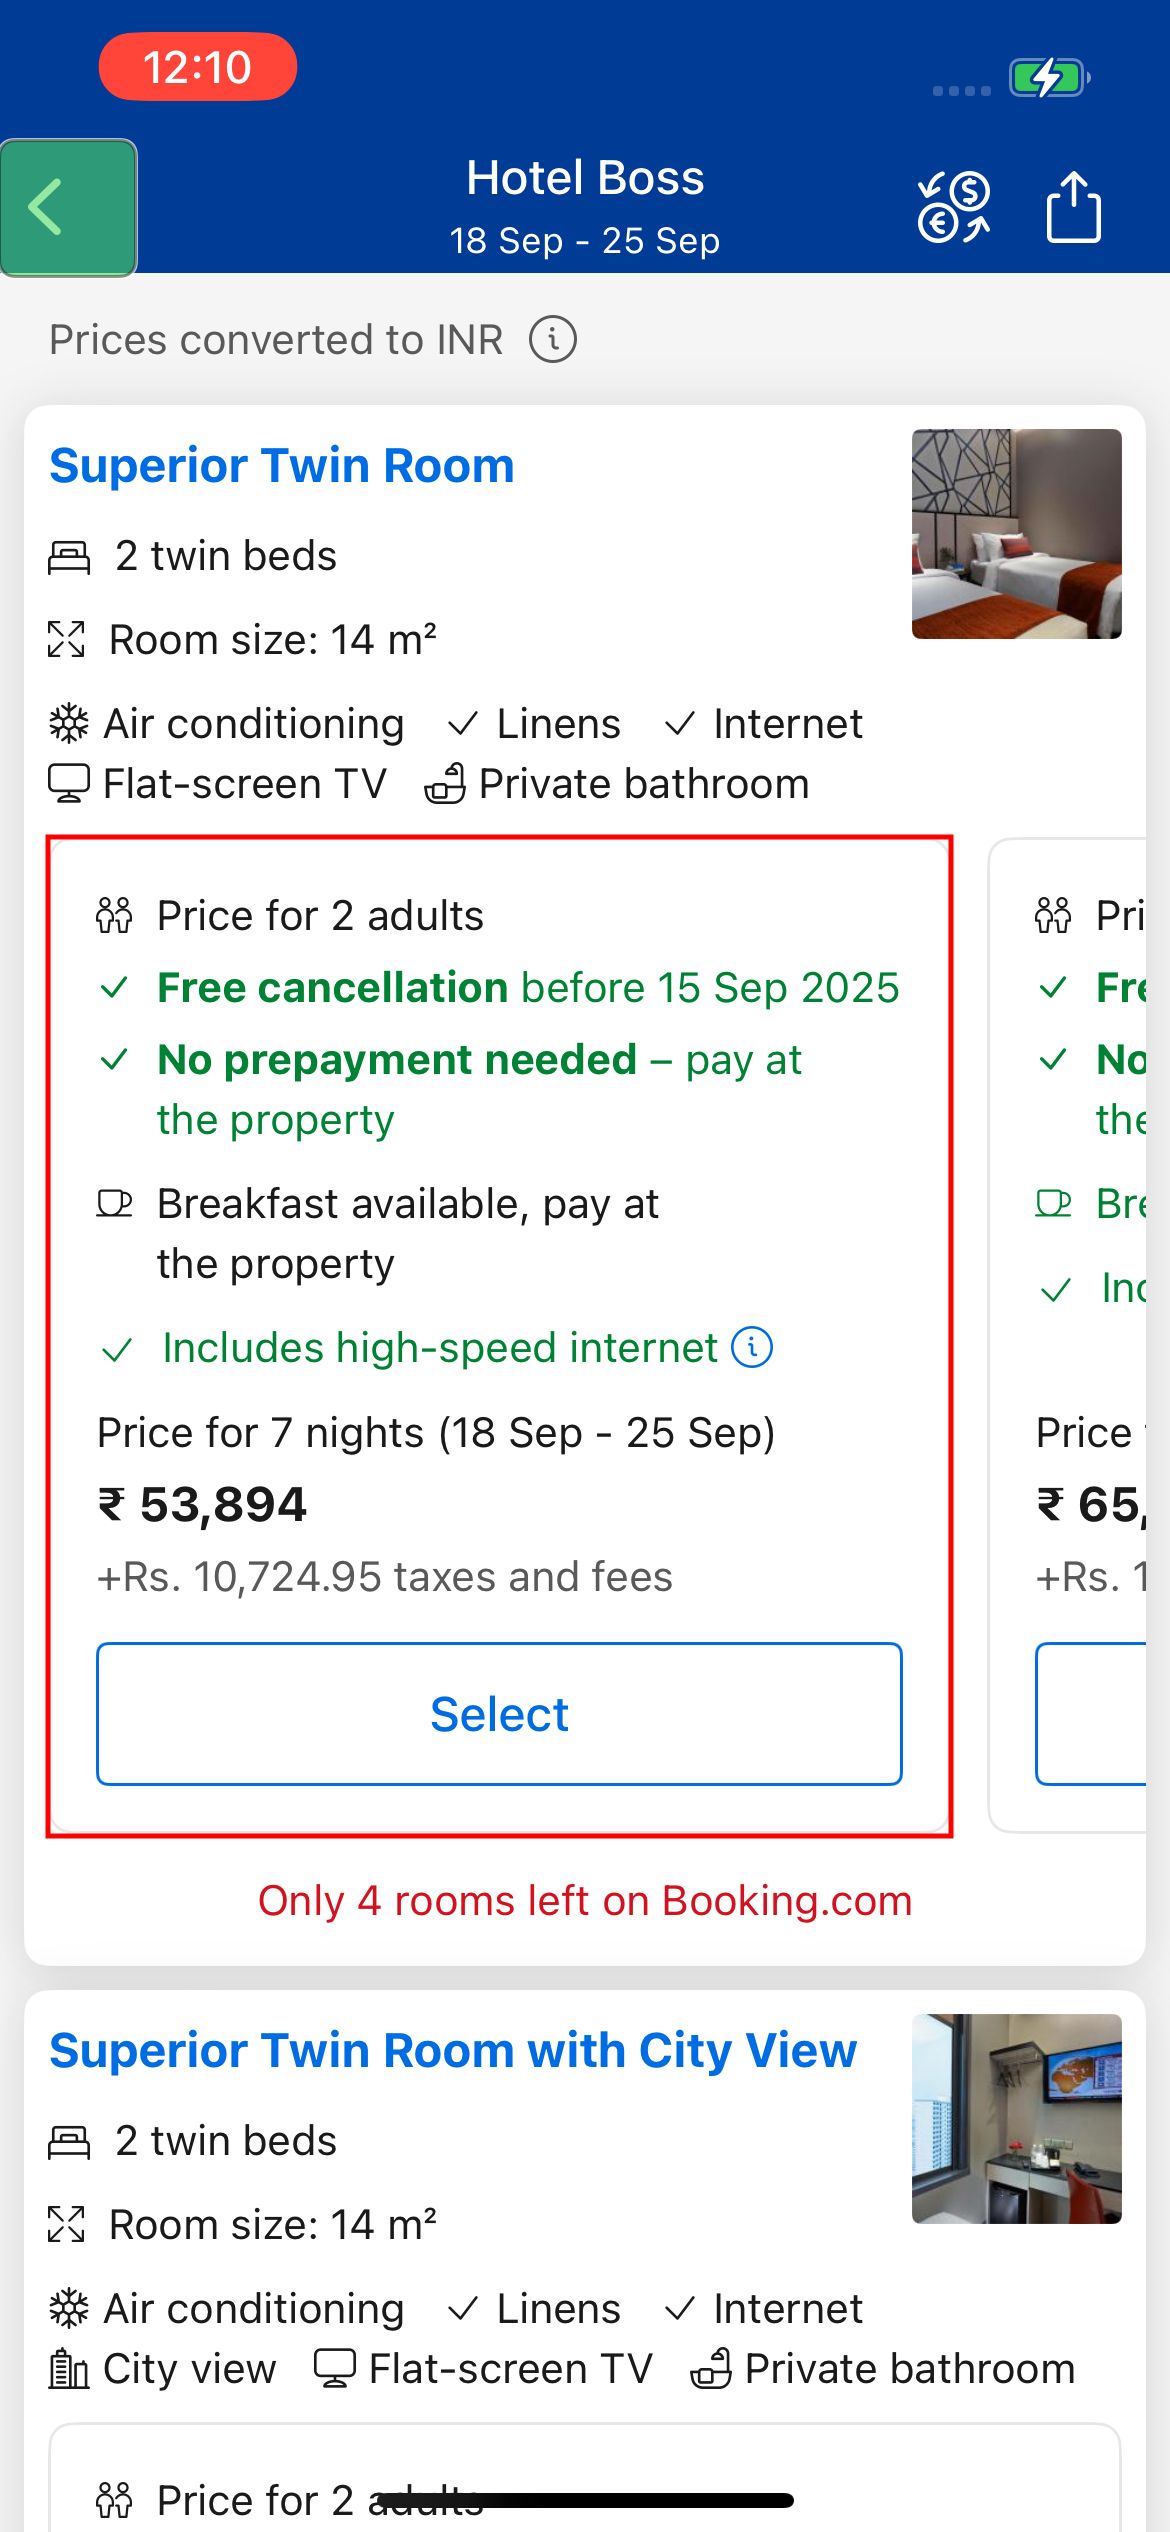 12:10
Hotel Boss
18 Sep - 25 Sep
Prices converted to INR
Superior Twin Room
2 twin beds
Room size: 14 m²
Air conditioning Linens Internet
Flat-screen TV Private bathroom
Price for 2 adults
Free cancellation before 15 Sep 2025
No prepayment needed – pay at
the property
Breakfast available, pay at
the property
Includes high-speed internet
Price for 7 nights (18 Sep - 25 Sep)
₹ 53,894
+Rs. 10,724.95 taxes and fees
Select
Pri
Fre
No
the
Bre
Inc
Price
₹ 65,
+Rs. 1
Only 4 rooms left on Booking.com
Superior Twin Room with City View
2 twin beds
Room size: 14 m²
Air conditioning Linens Internet
City view Flat-screen TV Private bathroom
Price for 2 adults